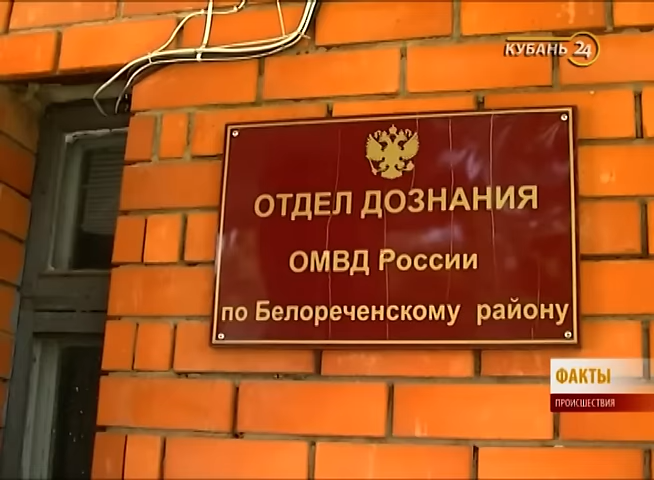 КУБАНЬ 24
ОТДЕЛ ДОЗНАНИЯ
ОМВД России
по Белореченскому району
ФАКТЫ
ПРОИСШЕСТВИЯ